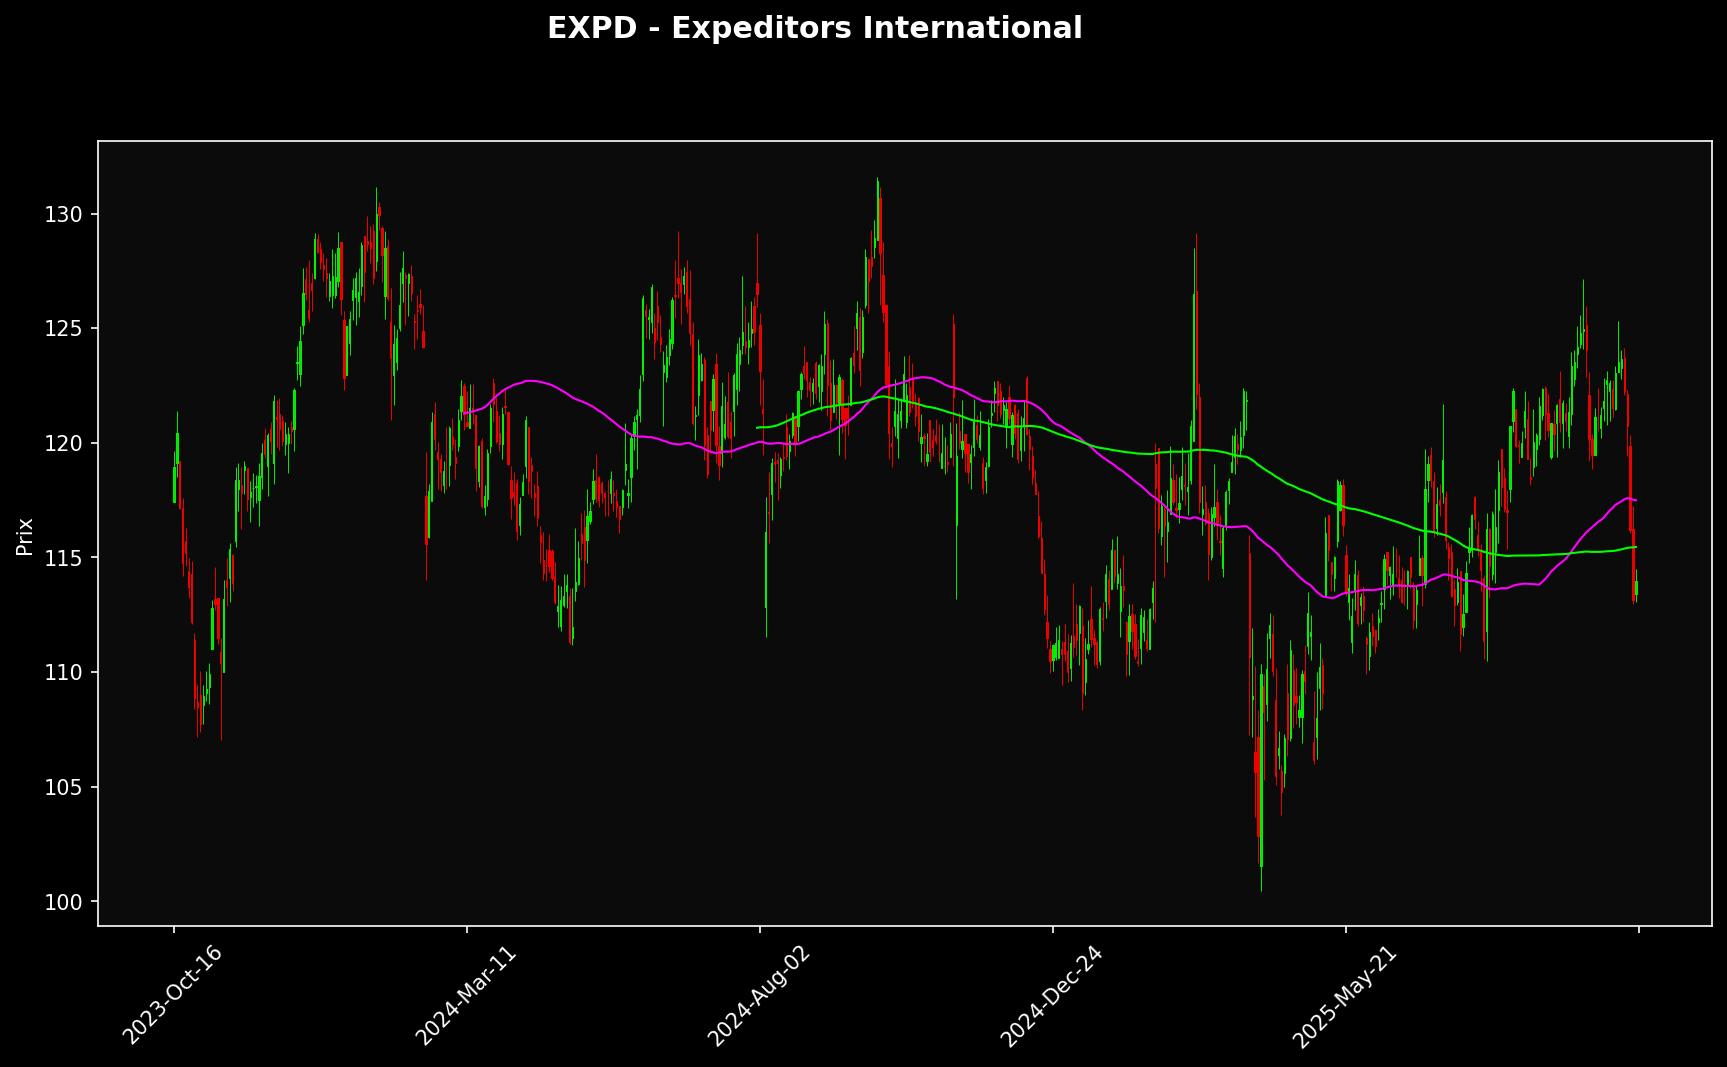 EXPD - Expeditors International
Prix
130
125
120
115
110
105
100
2023-Oct-16
2024-Mar-11
2024-Aug-02
2024-Dec-24
2025-May-21